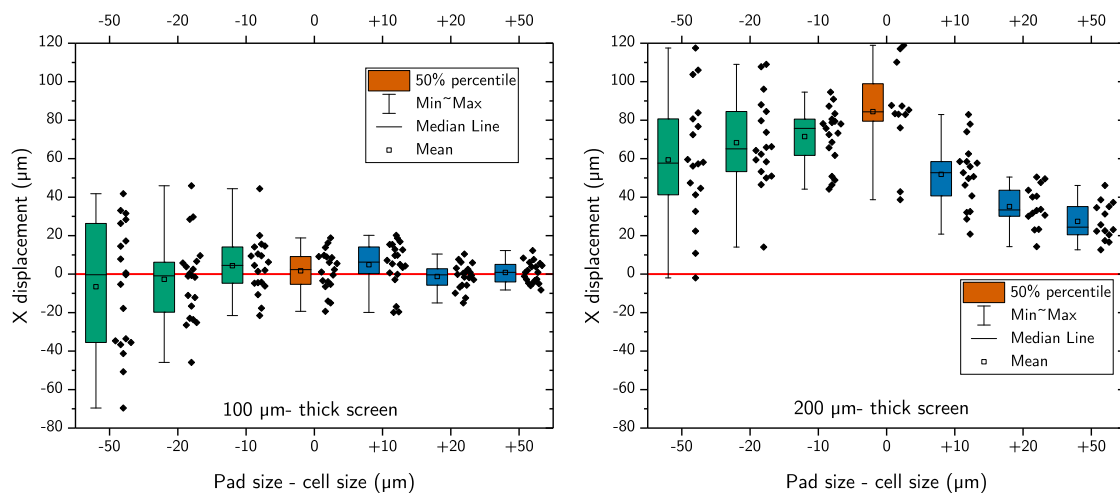 -50 -20 -10 0 +10 +20 +50
120
100
80
60
40
20
0
-20
-40
-60
-80
X displacement (µm)
50% percentile
Min~Max
Median Line
Mean
100 µm- thick screen
-50 -20 -10 0 +10 +20 +50
Pad size - cell size (µm)
-50 -20 -10 0 +10 +20 +50
120
100
80
60
40
20
0
-20
-40
-60
-80
X displacement (µm)
50% percentile
Min~Max
Median Line
Mean
200 µm- thick screen
-50 -20 -10 0 +10 +20 +50
Pad size - cell size (µm)